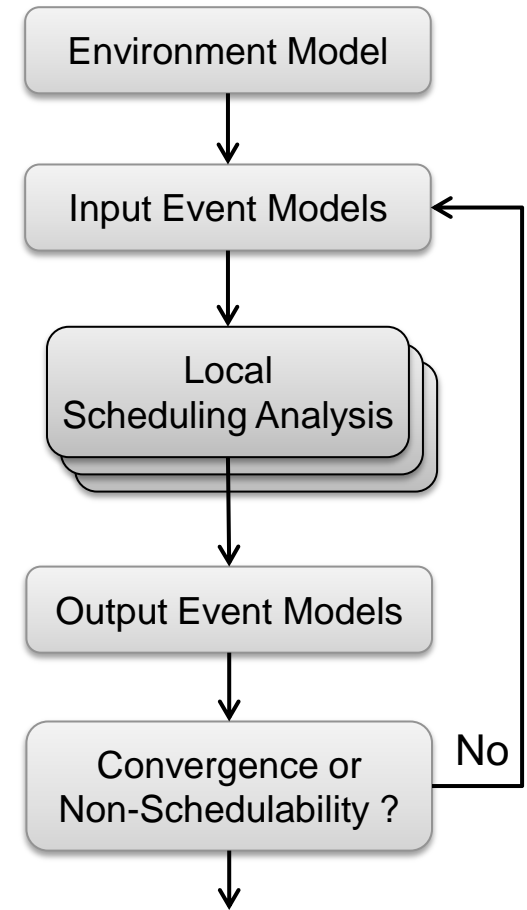 Environment Model
Input Event Models
Local
Scheduling Analysis
Output Event Models
Convergence or
Non-Schedulability ?
No